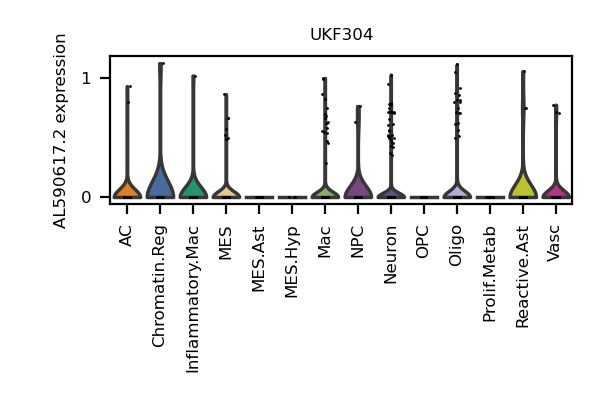 UKF304
AL590617.2 expression
1
0
AC
Chromatin.Reg
Inflammatory.Mac
MES
MES.Ast
MES.Hyp
Mac
NPC
Neuron
OPC
Oligo
Prolif.Metab
Reactive.Ast
Vasc